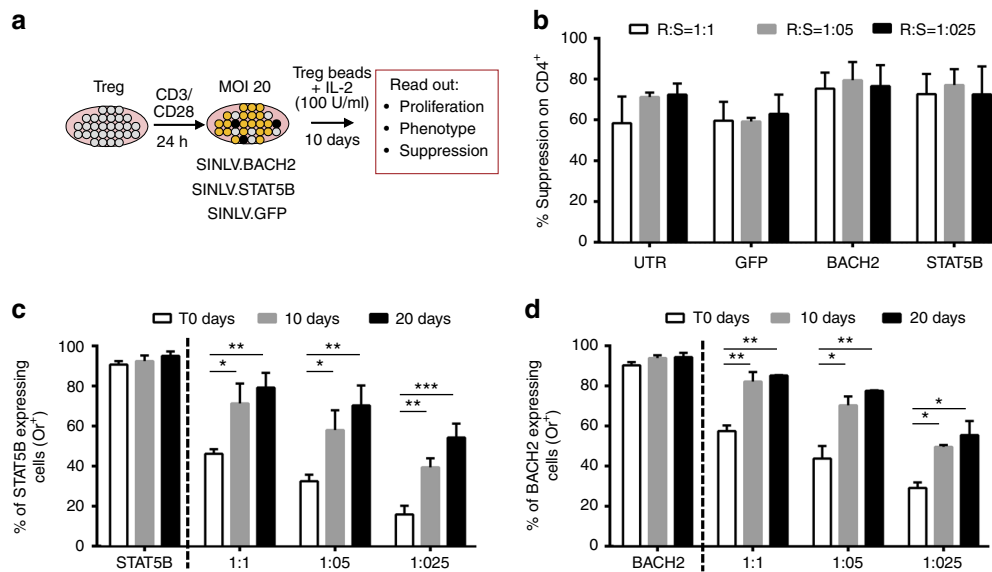 a
Treg
CD3/
CD28
24 h
MOI 20
SINLV.BACH2
SINLV.STAT5B
SINLV.GFP
Treg beads
+ IL-2
(100 U/ml)
10 days
Read out:
• Proliferation
• Phenotype
• Suppression
b
R:S=1:1 R:S=1:05 R:S=1:025
% Suppression on CD4+
100
80
60
40
20
0
UTR GFP BACH2 STAT5B
c
T0 days 10 days 20 days
% of STAT5B expressing
cells (Or+)
100
80
60
40
20
0
** ** ***
* * **
STAT5B 1:1 1:05 1:025
d
T0 days 10 days 20 days
% of BACH2 expressing
cells (Or+)
100
80
60
40
20
0
** ** *
** * *
BACH2 1:1 1:05 1:025